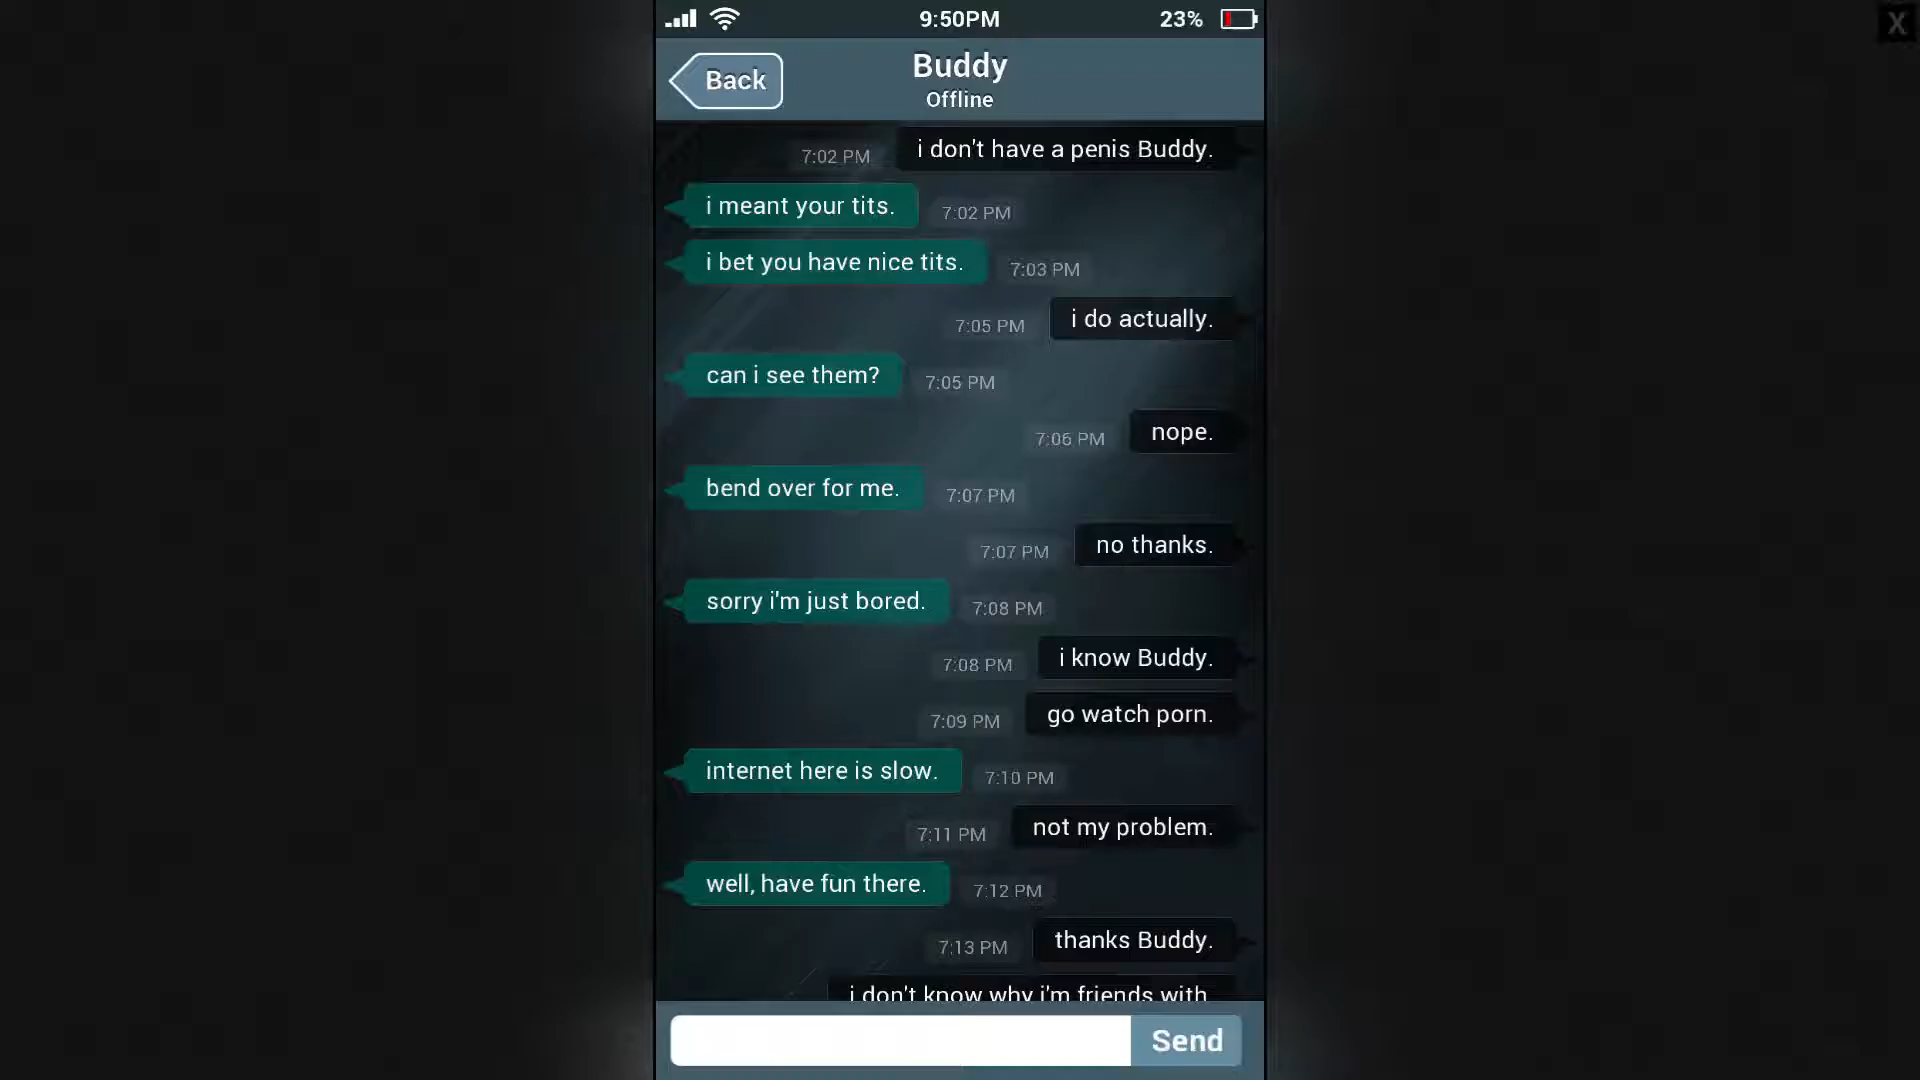 9:50PM
23%
X
Back
Buddy
Offline
i don't have a penis Buddy.
7:02 PM
i meant your tits.
7:02 PM
i bet you have nice tits.
7:03 PM
i do actually.
7:05 PM
can i see them?
7:05 PM
nope.
7:06 PM
bend over for me.
7:07 PM
no thanks.
7:07 PM
sorry i'm just bored.
7:08 PM
i know Buddy.
7:08 PM
go watch porn.
7:09 PM
internet here is slow.
7:10 PM
not my problem.
7:11 PM
well, have fun there.
7:12 PM
thanks Buddy.
7:13 PM
i don't know why i'm friends with
Send